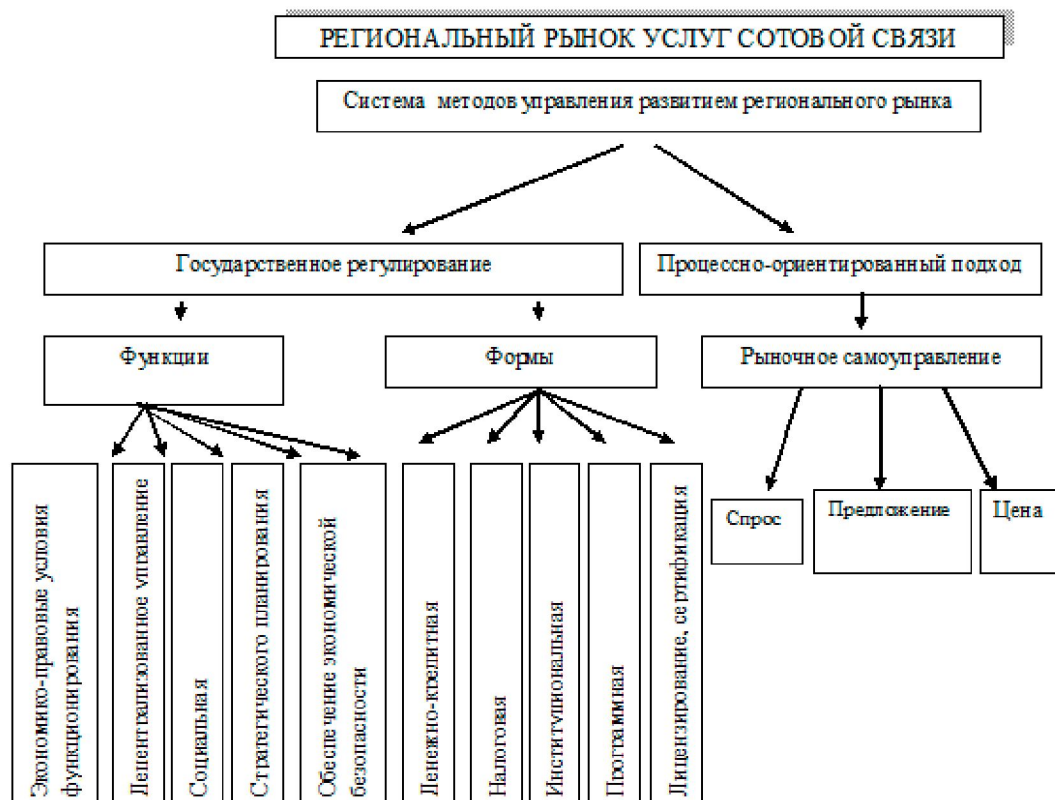 РЕГИОНАЛЬНЫЙ РЫНОК УСЛУГ СОТОВОЙ СВЯЗИ
Система методов управления развитием регионального рынка
Государственное регулирование
Процессно-ориентированный подход
Функции
Формы
Рыночное самоуправление
Экономико-правовые условия
функционирования
Децентрализованное управление
Социальная
Стратегического планирования
Обеспечение экономической
безопасности
Денежно-кредитная
Налоговая
Институциональная
Программная
Лицензирование, сертификация
Спрос
Предложение
Цена